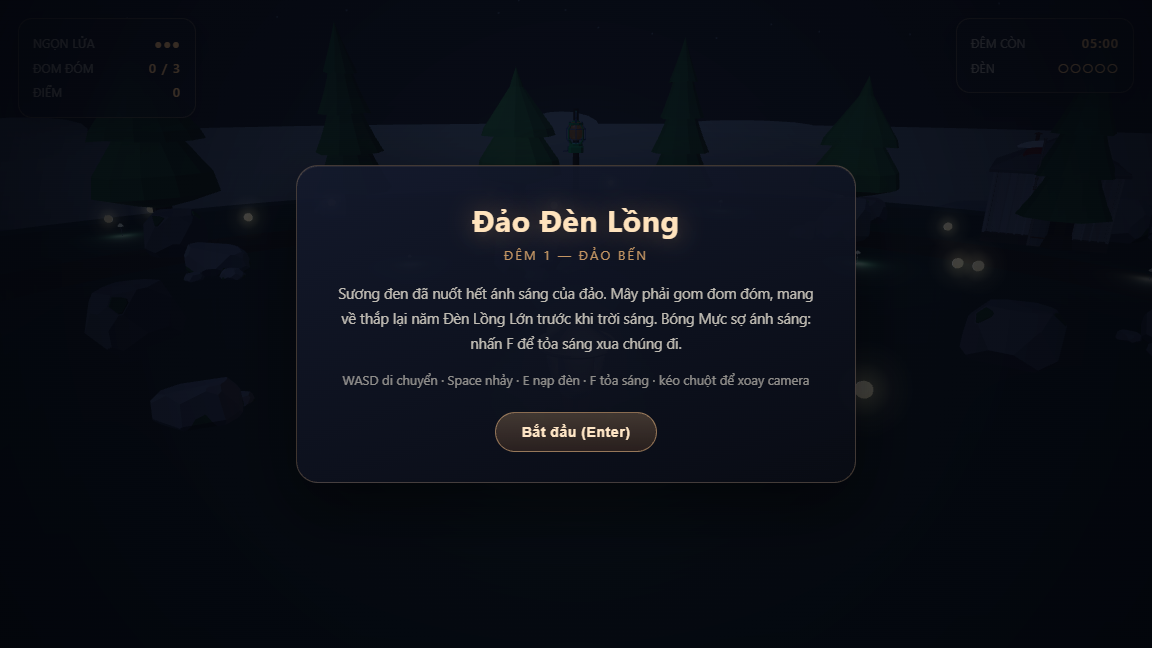 NGỌN LỬA ●●●
ĐOM ĐÓM 0 / 3
ĐIỂM 0
ĐÊM CÒN 05:00
ĐÈN ○○○○○
Đảo Đèn Lồng
ĐÊM 1 — ĐẢO BẾN
Sương đen đã nuốt hết ánh sáng của đảo. Mây phải gom đom đóm, mang
về thắp lại năm Đèn Lồng Lớn trước khi trời sáng. Bóng Mực sợ ánh sáng:
nhấn F để tỏa sáng xua chúng đi.
WASD di chuyển · Space nhảy · E nạp đèn · F tỏa sáng · kéo chuột để xoay camera
Bắt đầu (Enter)